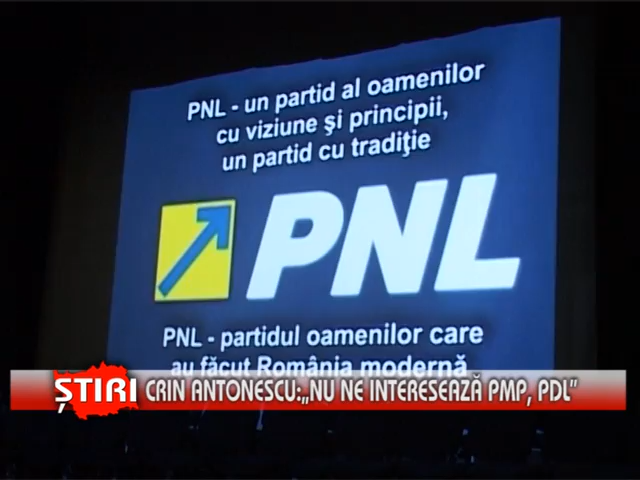 PNL - un partid al oamenilor
cu viziune şi principii,
un partid cu tradiţie
PNL
PNL - partidul oamenilor care
au făcut România modernă
ŞTIRI
CRIN ANTONESCU:„NU NE INTERESEAZĂ PMP, PDL”